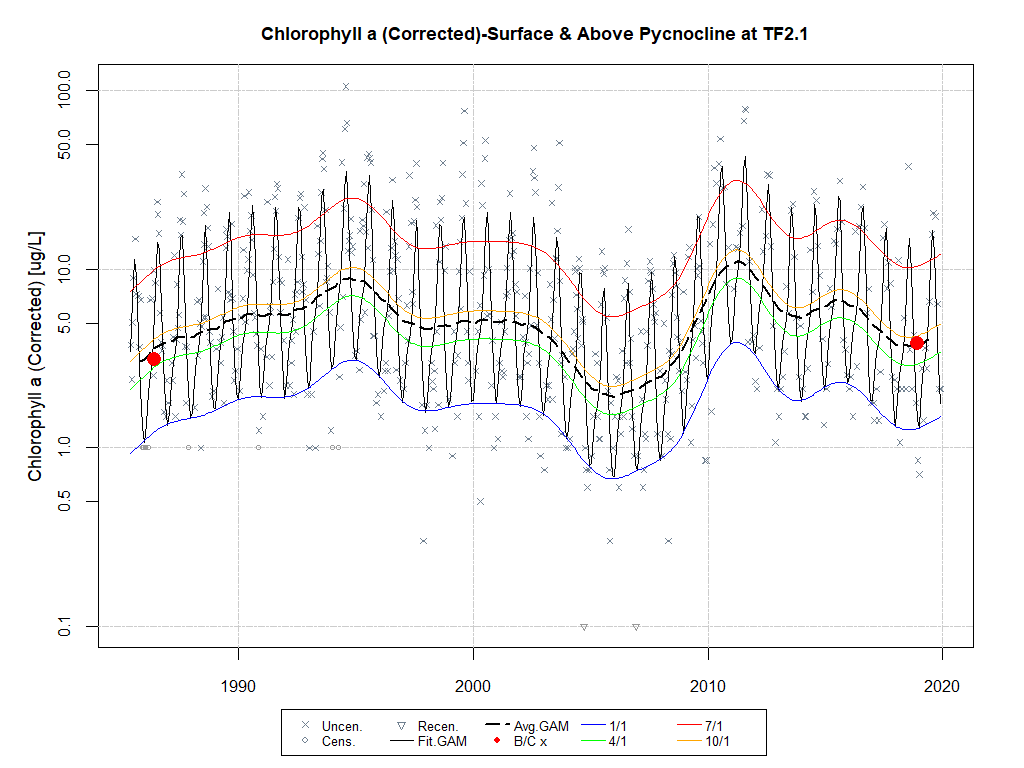 Chlorophyll a (Corrected)-Surface & Above Pycnocline at TF2.1
Chlorophyll a (Corrected) [ug/L]
100.0
50.0
10.0
5.0
1.0
0.5
0.1
1990 2000 2010 2020
Uncen. Recen. Avg.GAM 1/1 7/1
Cens. Fit.GAM B/C x 4/1 10/1